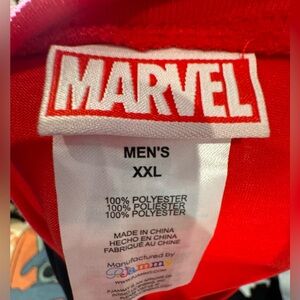 MARVEL
MEN'S
XXL
100% POLYESTER
100% POLIESTER
100% POLYESTER
MADE IN CHINA
HECHO EN CHINA
FABRIQUÉ AU CHINE
Manufactured by